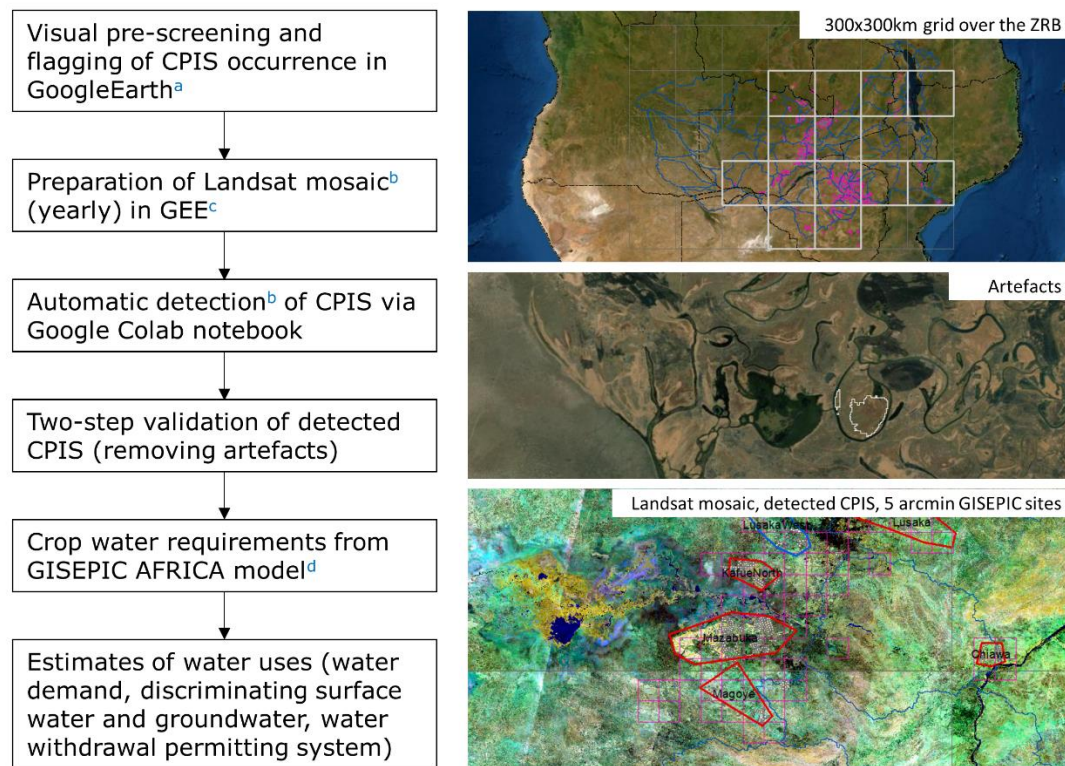 Visual pre-screening and
flagging of CPIS occurrence in
GoogleEartha
Preparation of Landsat mosaicb
(yearly) in GEEc
Automatic detectionb of CPIS via
Google Colab notebook
Two-step validation of detected
CPIS (removing artefacts)
Crop water requirements from
GISEPIC AFRICA modeld
Estimates of water uses (water
demand, discriminating surface
water and groundwater, water
withdrawal permitting system)
300x300km grid over the ZRB
Artefacts
Landsat mosaic, detected CPIS, 5 arcmin GISEPIC sites
LusakaWest
Lusaka
KafueNorth
Mazabuka
Chiawa
Magoye